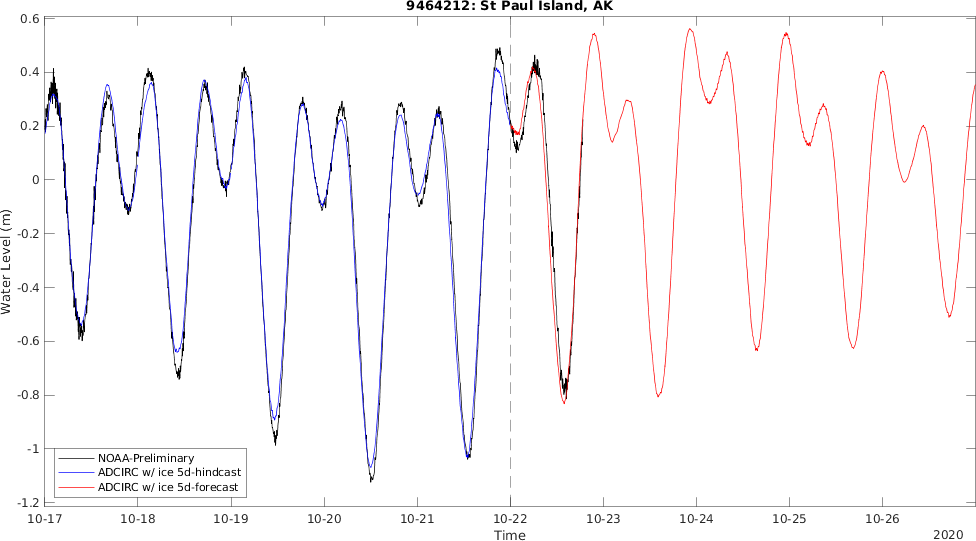 9464212: St Paul Island, AK
0.6
0.4
0.2
0
-0.2
-0.4
-0.6
-0.8
-1
-1.2
Water Level (m)
NOAA-Preliminary
ADCIRC w/ ice 5d-hindcast
ADCIRC w/ ice 5d-forecast
10-17 10-18 10-19 10-20 10-21 10-22 10-23 10-24 10-25 10-26
Time
2020